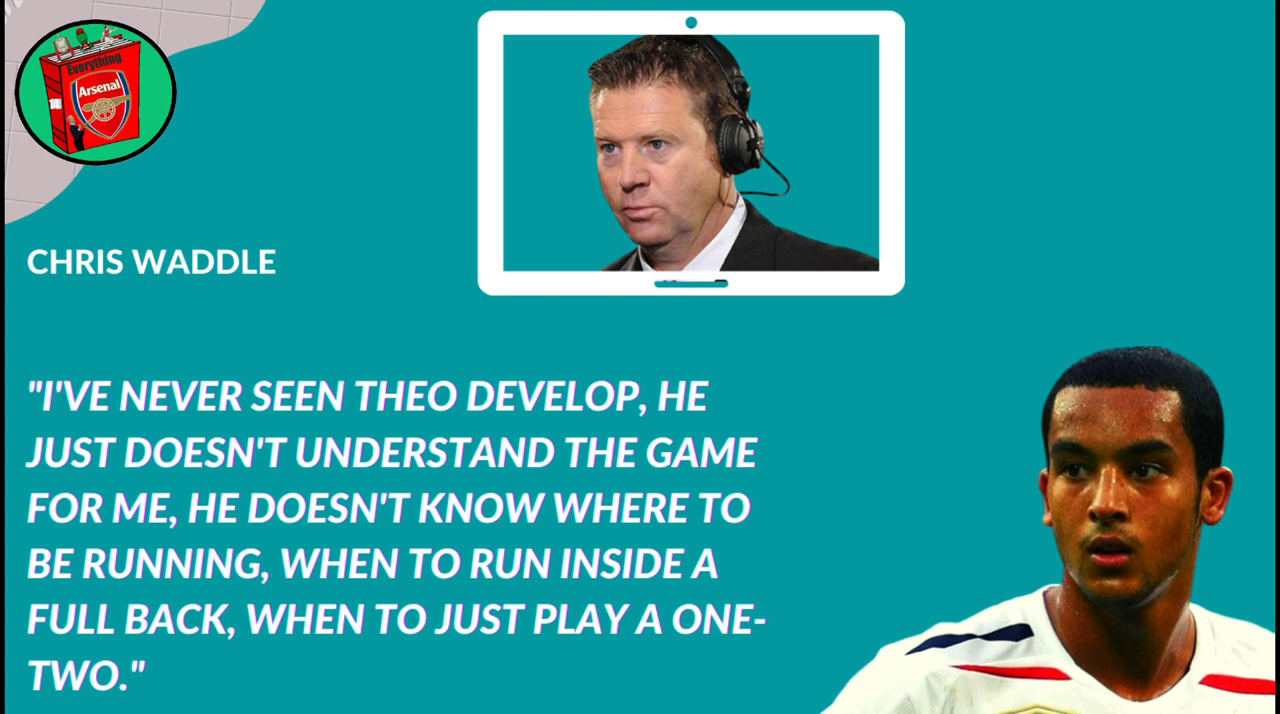 Everything
Arsenal
14
CHRIS WADDLE
"I'VE NEVER SEEN THEO DEVELOP, HE
JUST DOESN'T UNDERSTAND THE GAME
FOR ME, HE DOESN'T KNOW WHERE TO
BE RUNNING, WHEN TO RUN INSIDE A
FULL BACK, WHEN TO JUST PLAY A ONE-
TWO."